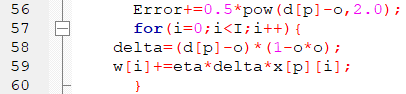 56 Error+=0.5*pow(d[p]-o,2.0);
57 for(i=0;i<I;i++){
58 delta=(d[p]-o)*(1-o*o);
59 w[i]+=eta*delta*x[p][i];
60 }